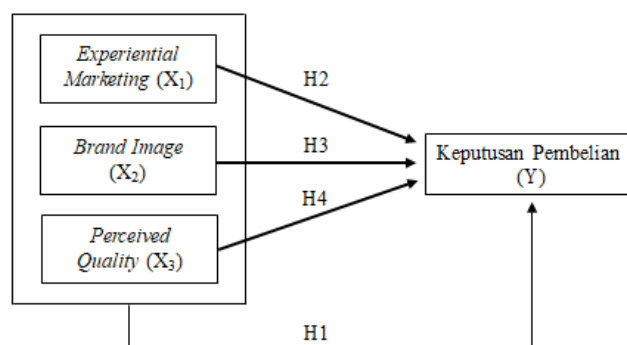 Experiential
Marketing (X₁)
H2
Brand Image
(X₂)
H3
Keputusan Pembelian
(Y)
H4
Perceived
Quality (X₃)
H1